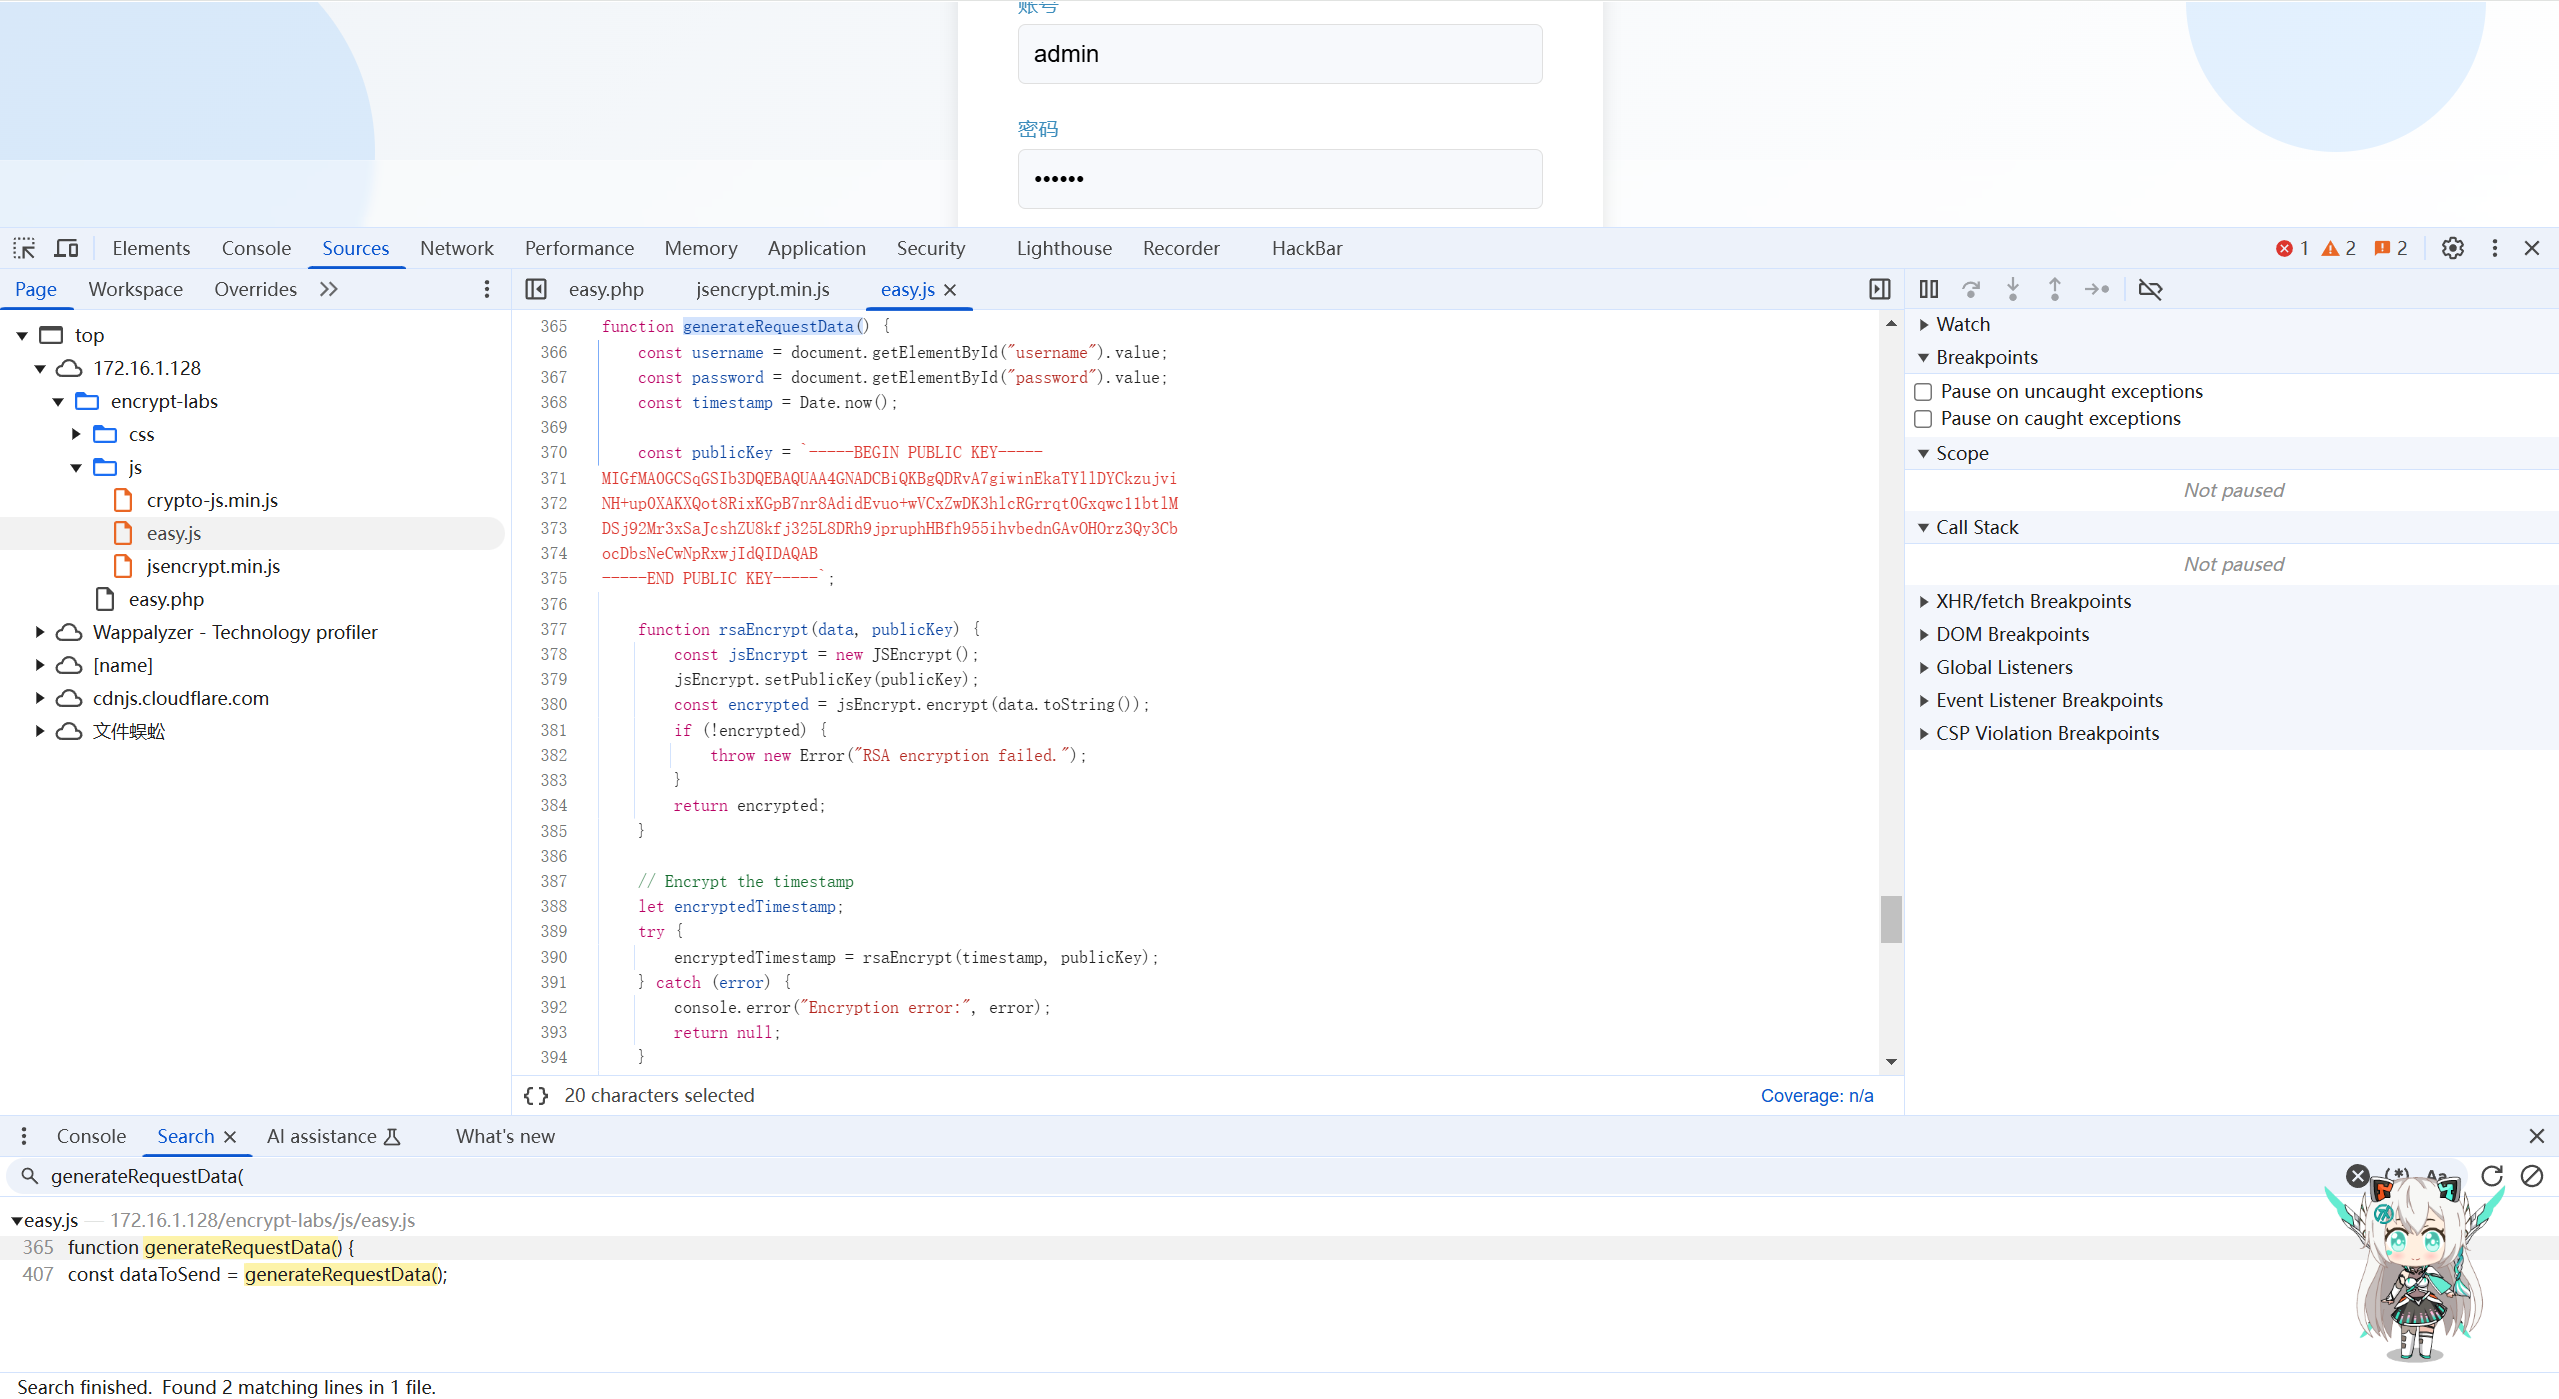 账号
admin
密码
••••••
Elements Console Sources Network Performance Memory Application Security Lighthouse Recorder HackBar 1 2 2
Page Workspace Overrides
easy.php jsencrypt.min.js easy.js
top
172.16.1.128
encrypt-labs
css
js
crypto-js.min.js
easy.js
jsencrypt.min.js
easy.php
Wappalyzer - Technology profiler
[name]
cdnjs.cloudflare.com
文件蜈蚣
365 function generateRequestData() {
366 const username = document.getElementById("username").value;
367 const password = document.getElementById("password").value;
368 const timestamp = Date.now();
369
370 const publicKey = `-----BEGIN PUBLIC KEY-----
371 MIGfMA0GCSqGSIb3DQEBAQUAA4GNADCBiQKBgQDRvA7giwinEkaTYllDYCkzujvi
372 NH+up0XAKXQot8RixKGpB7nr8AdidEvuo+wVCxZwDK3hlcRGrrqt0Gxqwc11btlM
373 DSj92Mr3xSaJcshZU8kfj325L8DRh9jpruphHBfh955ihvbednGAvOHOrz3Qy3Cb
374 ocDbsNeCwNpRxwjIdQIDAQAB
375 -----END PUBLIC KEY-----`;
376
377 function rsaEncrypt(data, publicKey) {
378 const jsEncrypt = new JSEncrypt();
379 jsEncrypt.setPublicKey(publicKey);
380 const encrypted = jsEncrypt.encrypt(data.toString());
381 if (!encrypted) {
382 throw new Error("RSA encryption failed.");
383 }
384 return encrypted;
385 }
386
387 // Encrypt the timestamp
388 let encryptedTimestamp;
389 try {
390 encryptedTimestamp = rsaEncrypt(timestamp, publicKey);
391 } catch (error) {
392 console.error("Encryption error:", error);
393 return null;
394 }
{} 20 characters selected Coverage: n/a
Watch
Breakpoints
Pause on uncaught exceptions
Pause on caught exceptions
Scope
Not paused
Call Stack
Not paused
XHR/fetch Breakpoints
DOM Breakpoints
Global Listeners
Event Listener Breakpoints
CSP Violation Breakpoints
Console Search AI assistance What's new
generateRequestData( (.*) Aa
easy.js — 172.16.1.128/encrypt-labs/js/easy.js
365 function generateRequestData() {
407 const dataToSend = generateRequestData();
Search finished. Found 2 matching lines in 1 file.